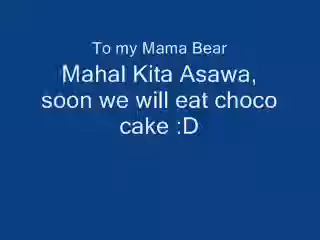 To my Mama Bear
Mahal Kita Asawa,
soon we will eat choco
cake :D